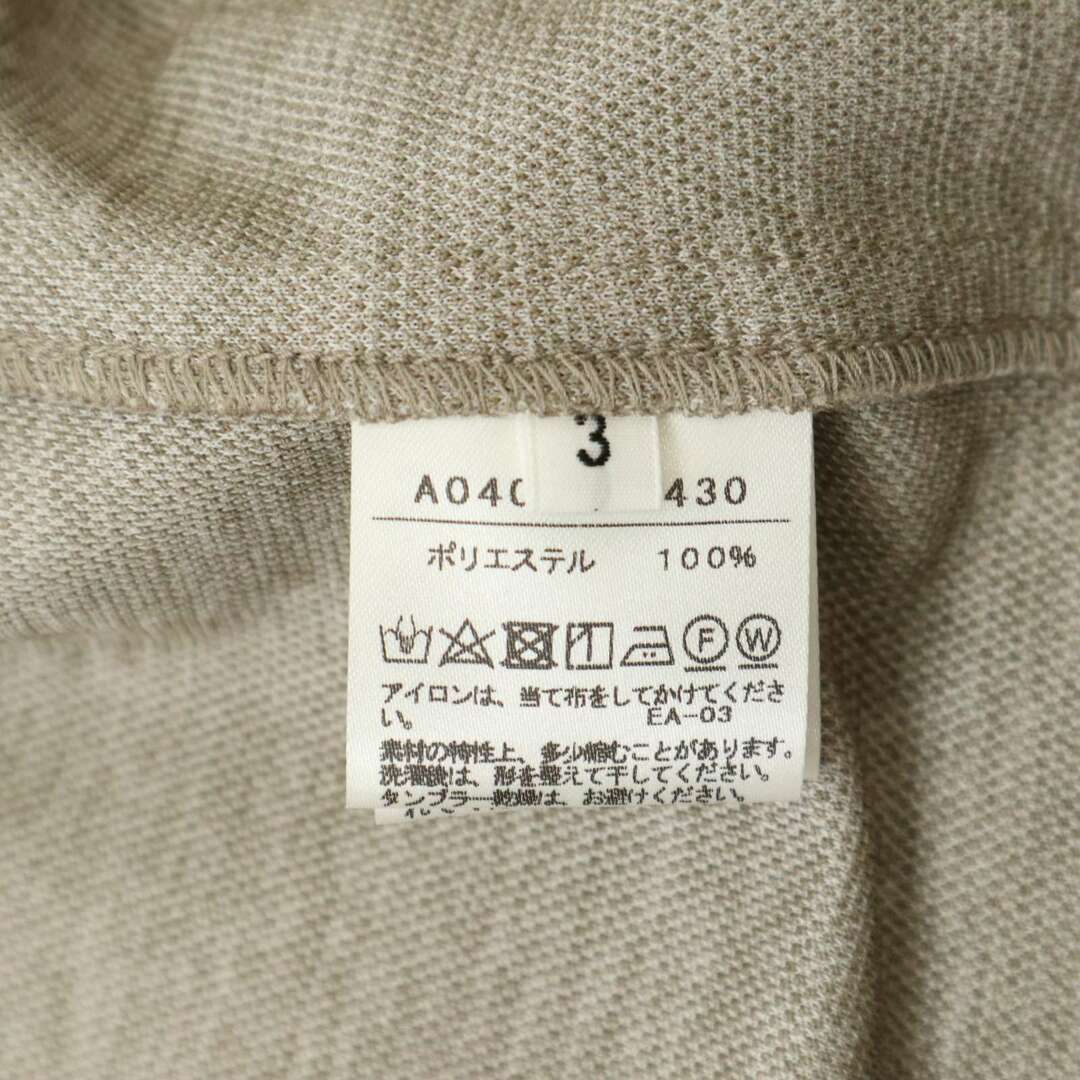 3
A040 430
ポリエステル 100%
F W
アイロンは、当て布をしてかけてくださ
い。 EA-03
素材の特性上、多少縮むことがあります。
洗濯後は、形を整えて干してください。
タンブラー乾燥は、お避けください。